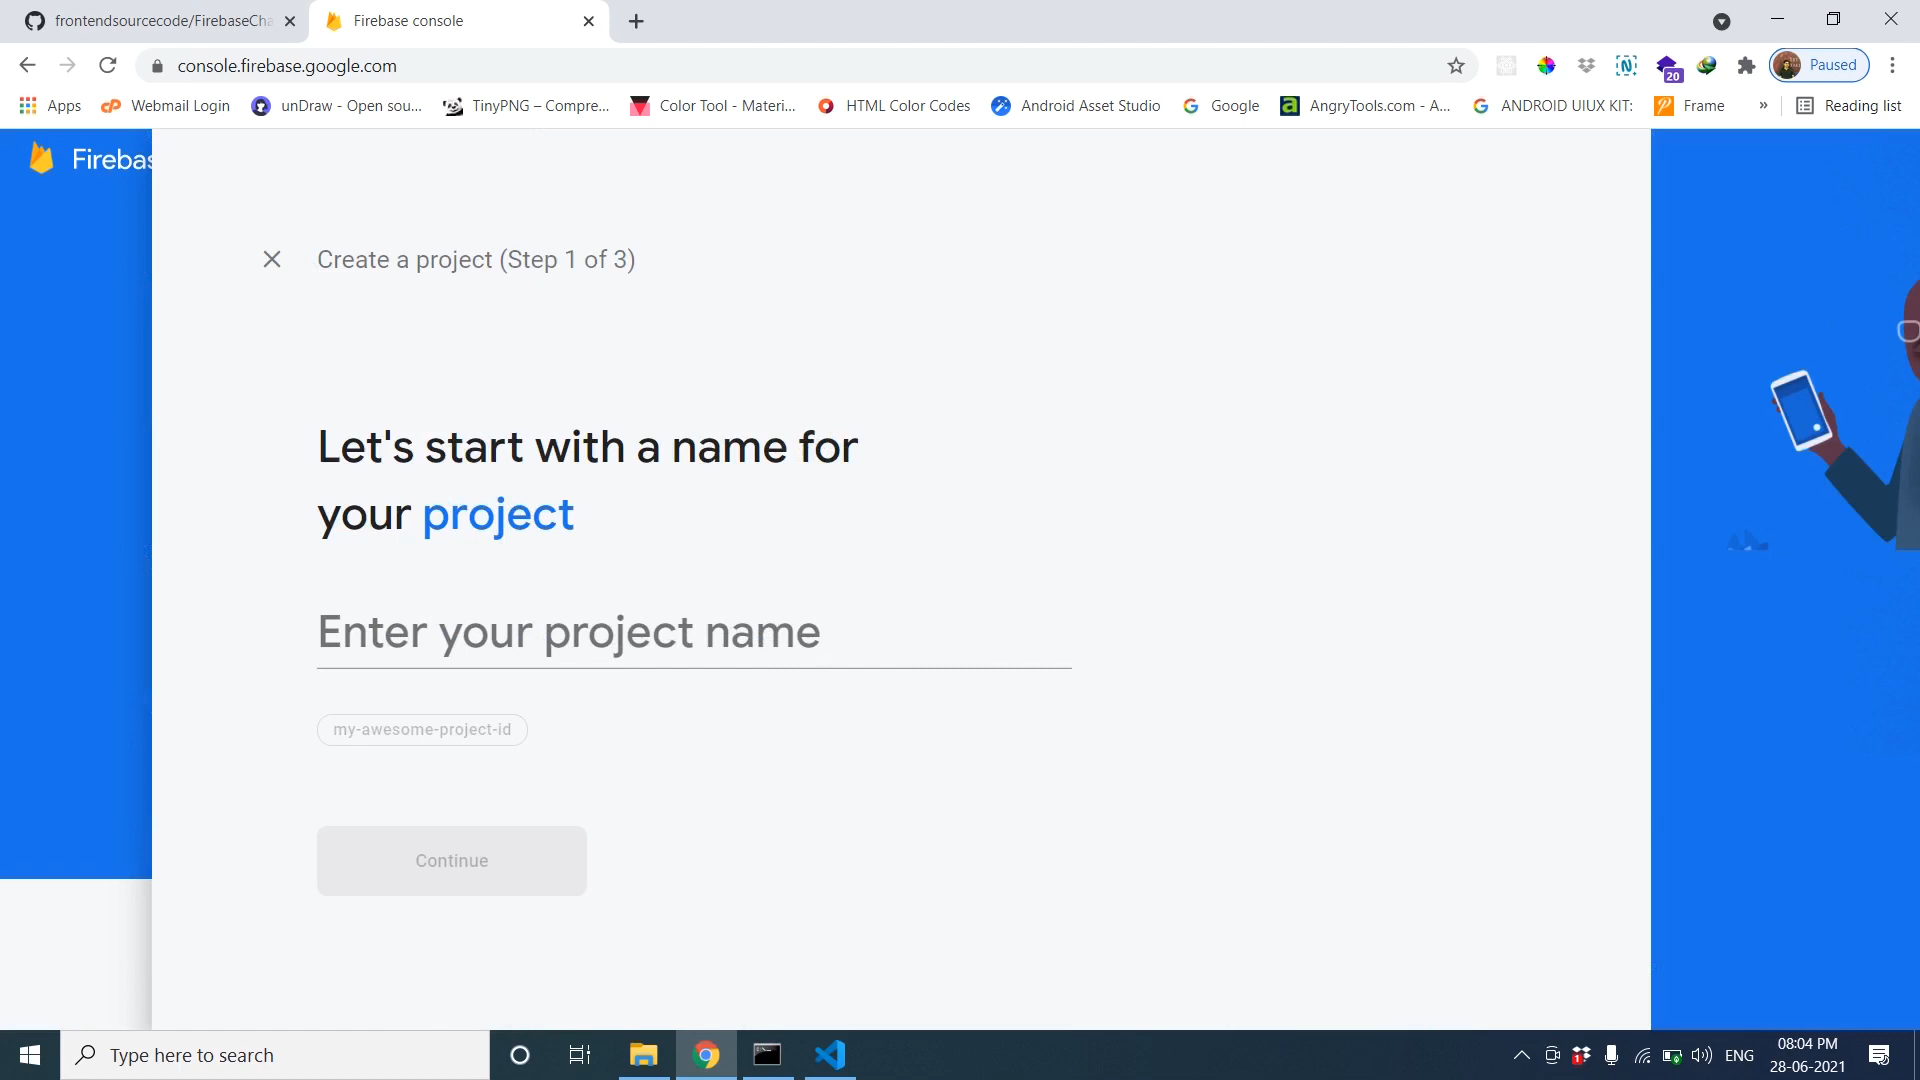 frontendsourcecode/FirebaseCha
Firebase console
console.firebase.google.com
Paused
20
Apps
Webmail Login
unDraw - Open sou...
TinyPNG – Compre...
Color Tool - Materi...
HTML Color Codes
Android Asset Studio
Google
AngryTools.com - A...
ANDROID UIUX KIT:
Frame
»
Reading list
Firebas
Create a project (Step 1 of 3)
Let's start with a name for
your project
Enter your project name
my-awesome-project-id
Continue
Type here to search
1
ENG
08:04 PM
28-06-2021